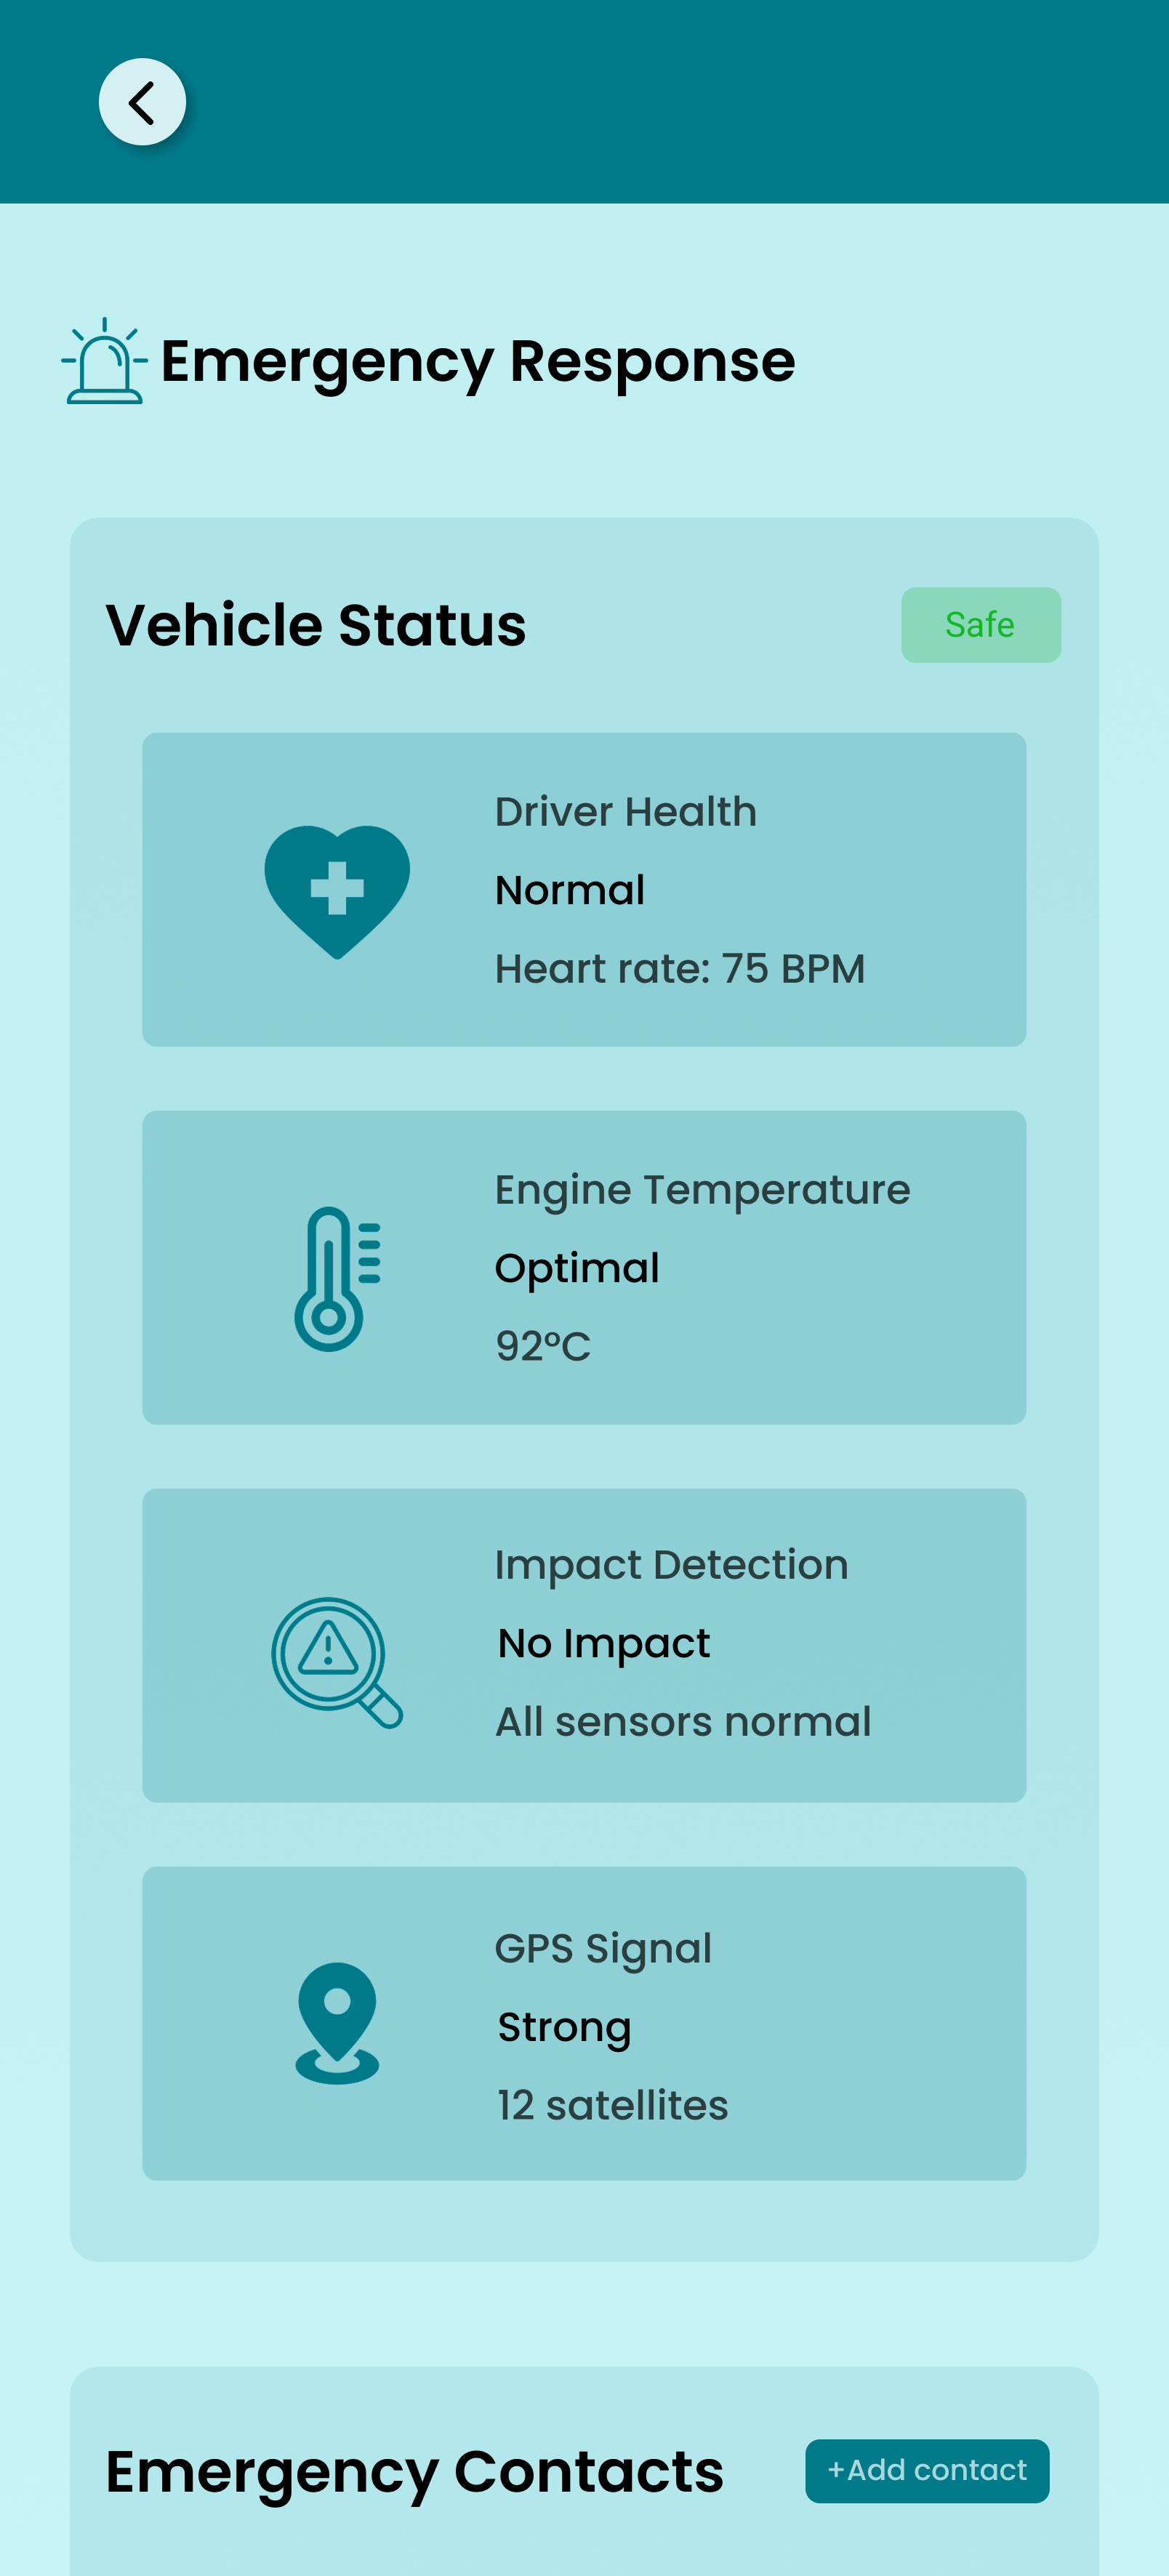 Emergency Response
Vehicle Status
Safe
Driver Health
Normal
Heart rate: 75 BPM
Engine Temperature
Optimal
92°C
Impact Detection
No Impact
All sensors normal
GPS Signal
Strong
12 satellites
Emergency Contacts
+Add contact